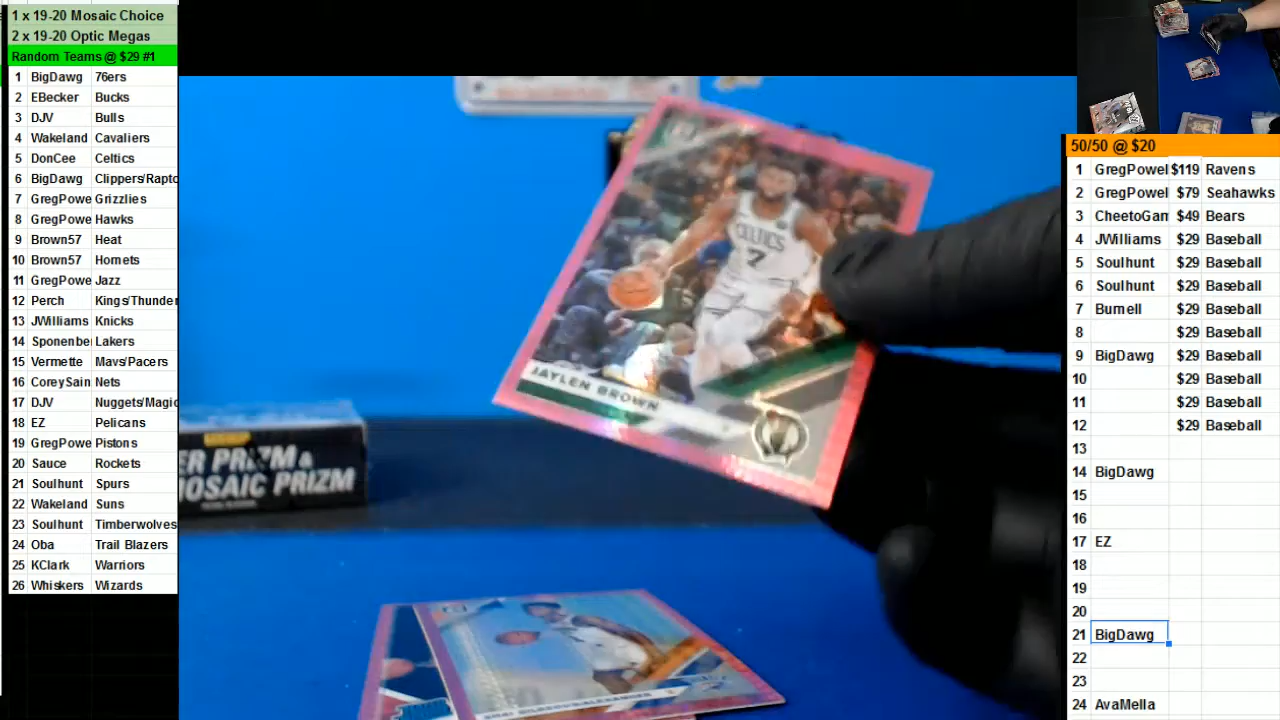 1 x 19-20 Mosaic Choice
2 x 19-20 Optic Megas
Random Teams @ $29 #1
1 BigDawg 76ers
2 EBecker Bucks
3 DJV Bulls
4 Wakeland Cavaliers
5 DonCee Celtics
6 BigDawg Clippers/Rapto
7 GregPowe Grizzlies
8 GregPowe Hawks
9 Brown57 Heat
10 Brown57 Hornets
11 GregPowe Jazz
12 Perch Kings/Thunder
13 JWilliams Knicks
14 Sponenbe Lakers
15 Vermette Mavs/Pacers
16 CoreySain Nets
17 DJV Nuggets/Magic
18 EZ Pelicans
19 GregPowe Pistons
20 Sauce Rockets
21 Soulhunt Spurs
22 Wakeland Suns
23 Soulhunt Timberwolves
24 Oba Trail Blazers
25 KClark Warriors
26 Whiskers Wizards
CELTICS
7
JAYLEN BROWN
ER PRIZM &
MOSAIC PRIZM
50/50 @ $20
1 GregPowel $119 Ravens
2 GregPowel $79 Seahawks
3 CheetoGam $49 Bears
4 JWilliams $29 Baseball
5 Soulhunt $29 Baseball
6 Soulhunt $29 Baseball
7 Burnell $29 Baseball
8 $29 Baseball
9 BigDawg $29 Baseball
10 $29 Baseball
11 $29 Baseball
12 $29 Baseball
13
14 BigDawg
15
16
17 EZ
18
19
20
21 BigDawg
22
23
24 AvaMella